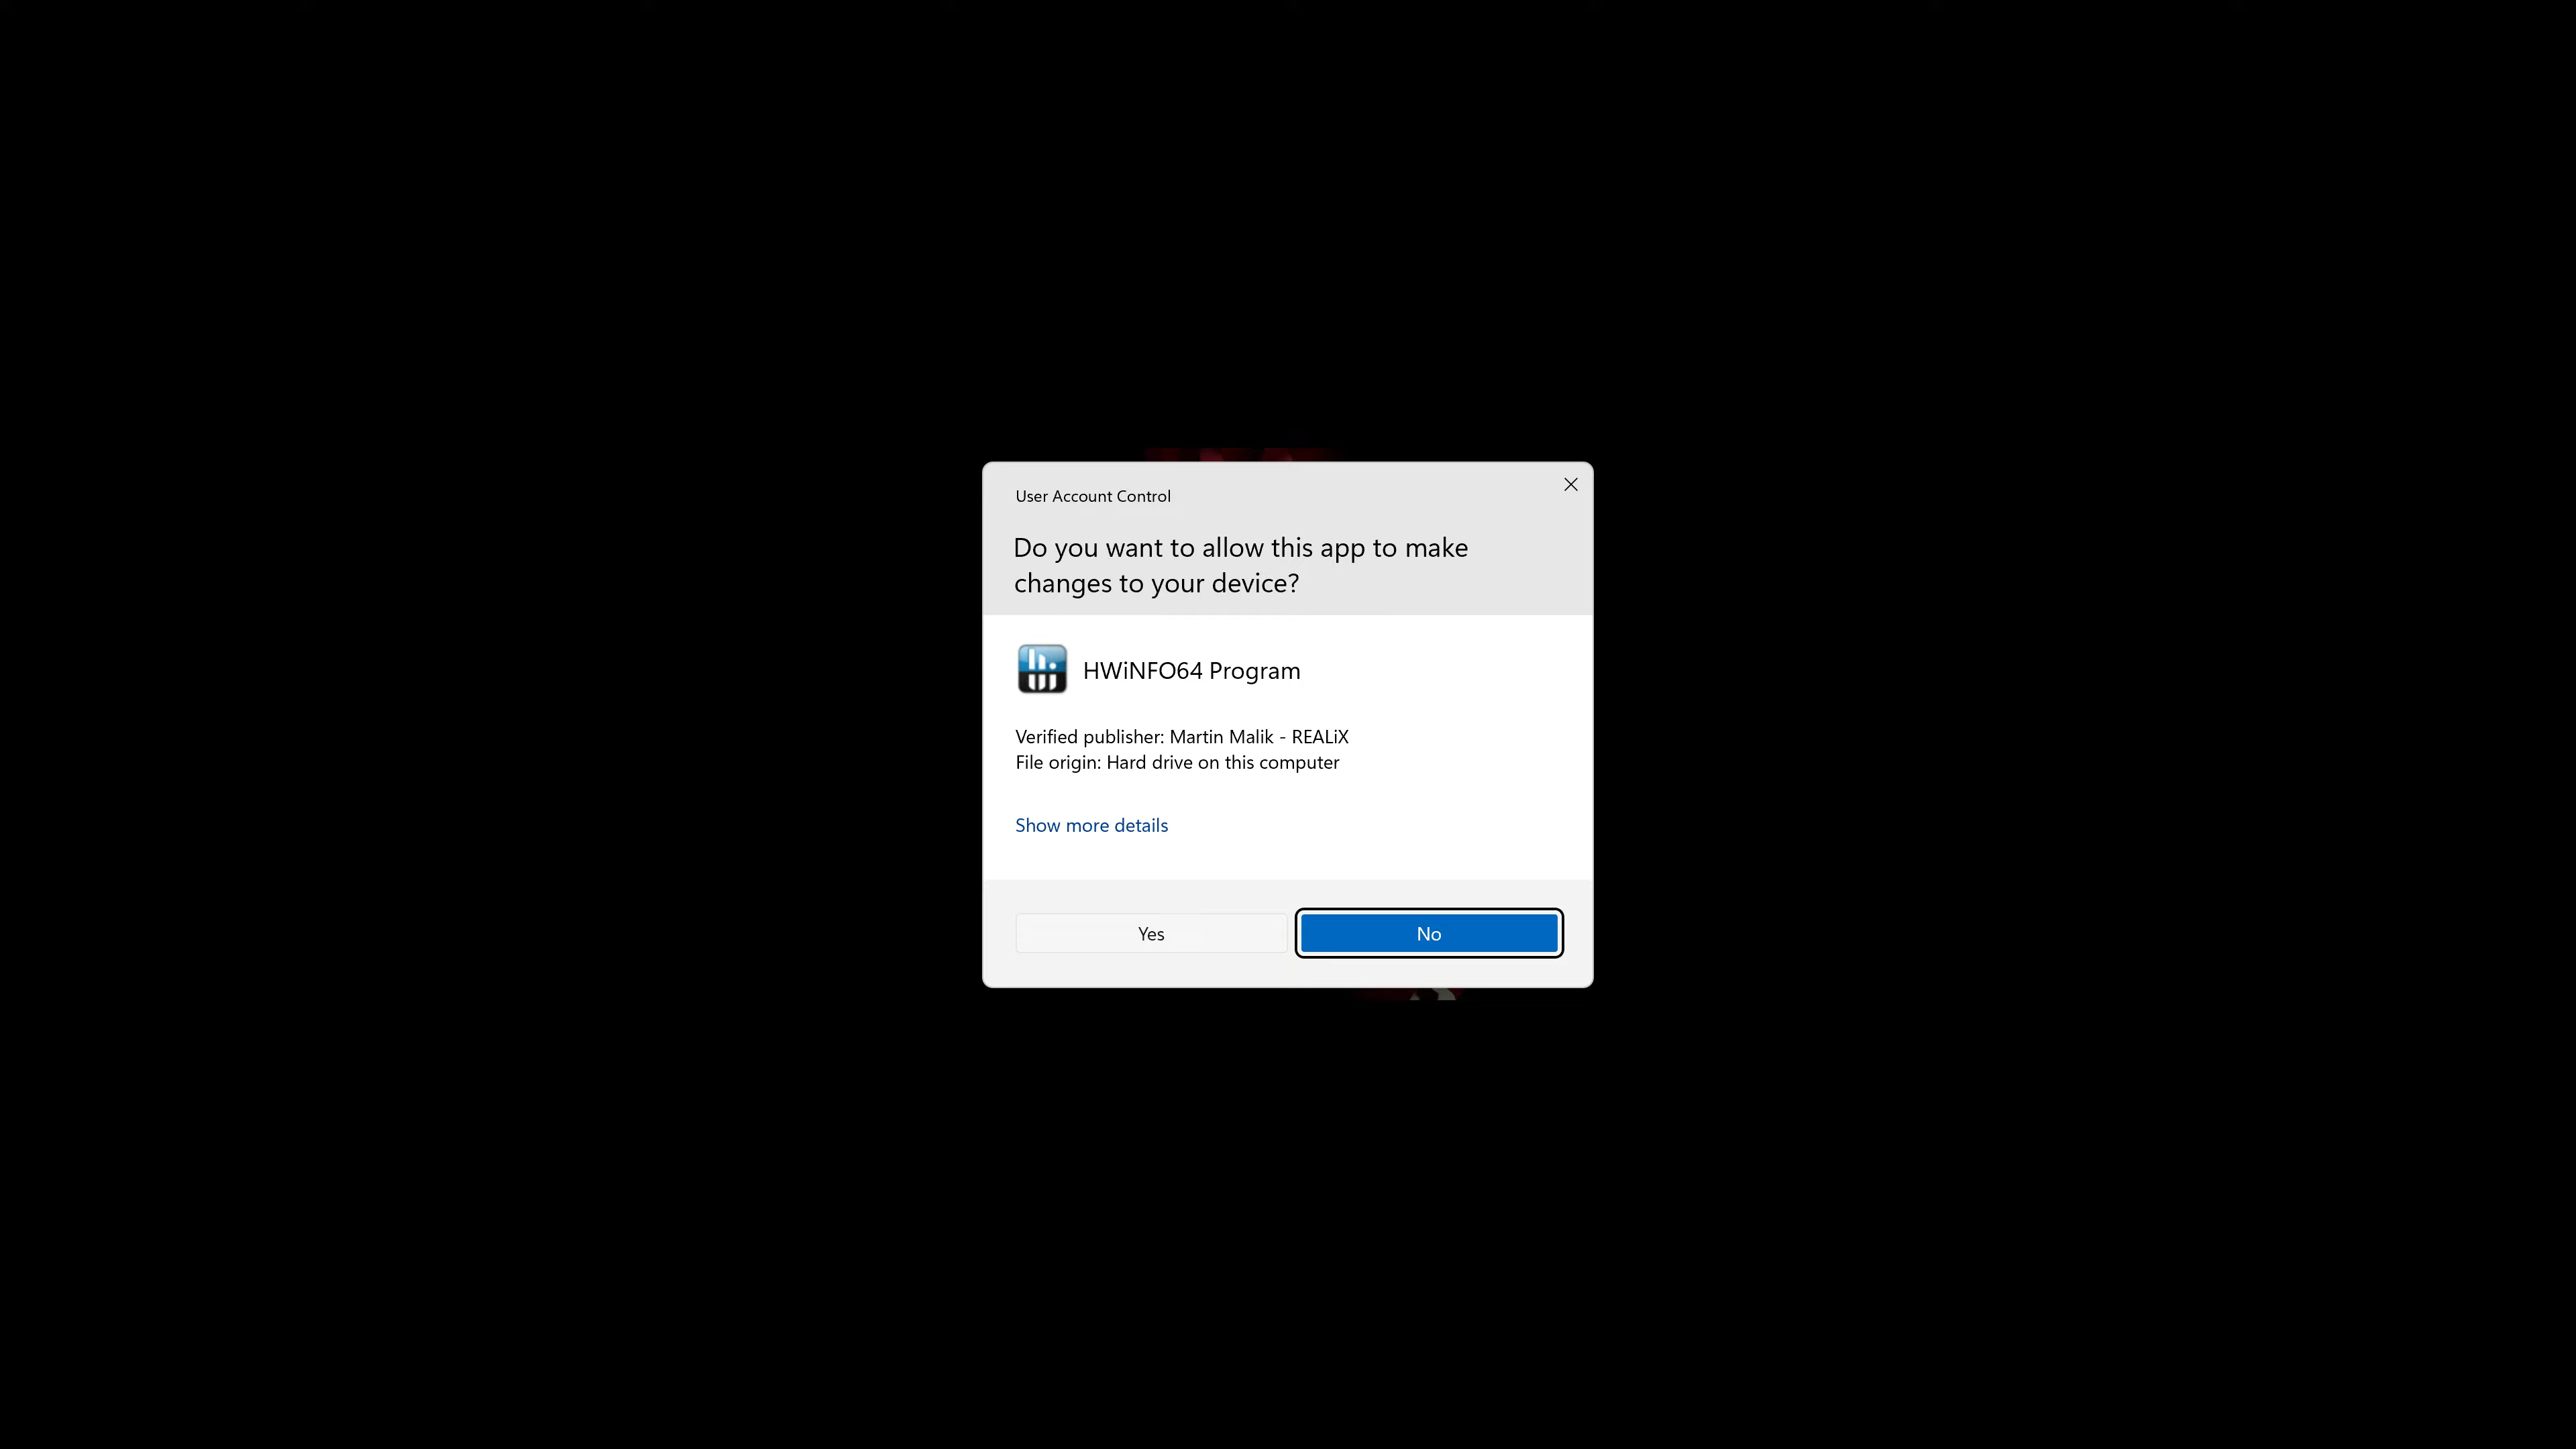 User Account Control
Do you want to allow this app to make
changes to your device?
HWiNFO64 Program
Verified publisher: Martin Malik - REALiX
File origin: Hard drive on this computer
Show more details
Yes
No